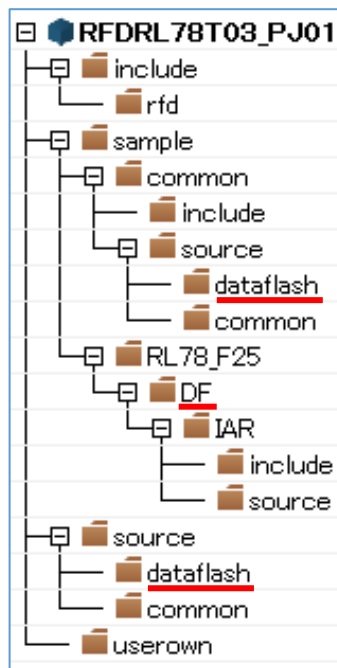 RFDRL78T03_PJ01
include
rfd
sample
common
include
source
dataflash
common
RL78_F25
DF
IAR
include
source
source
dataflash
common
userown